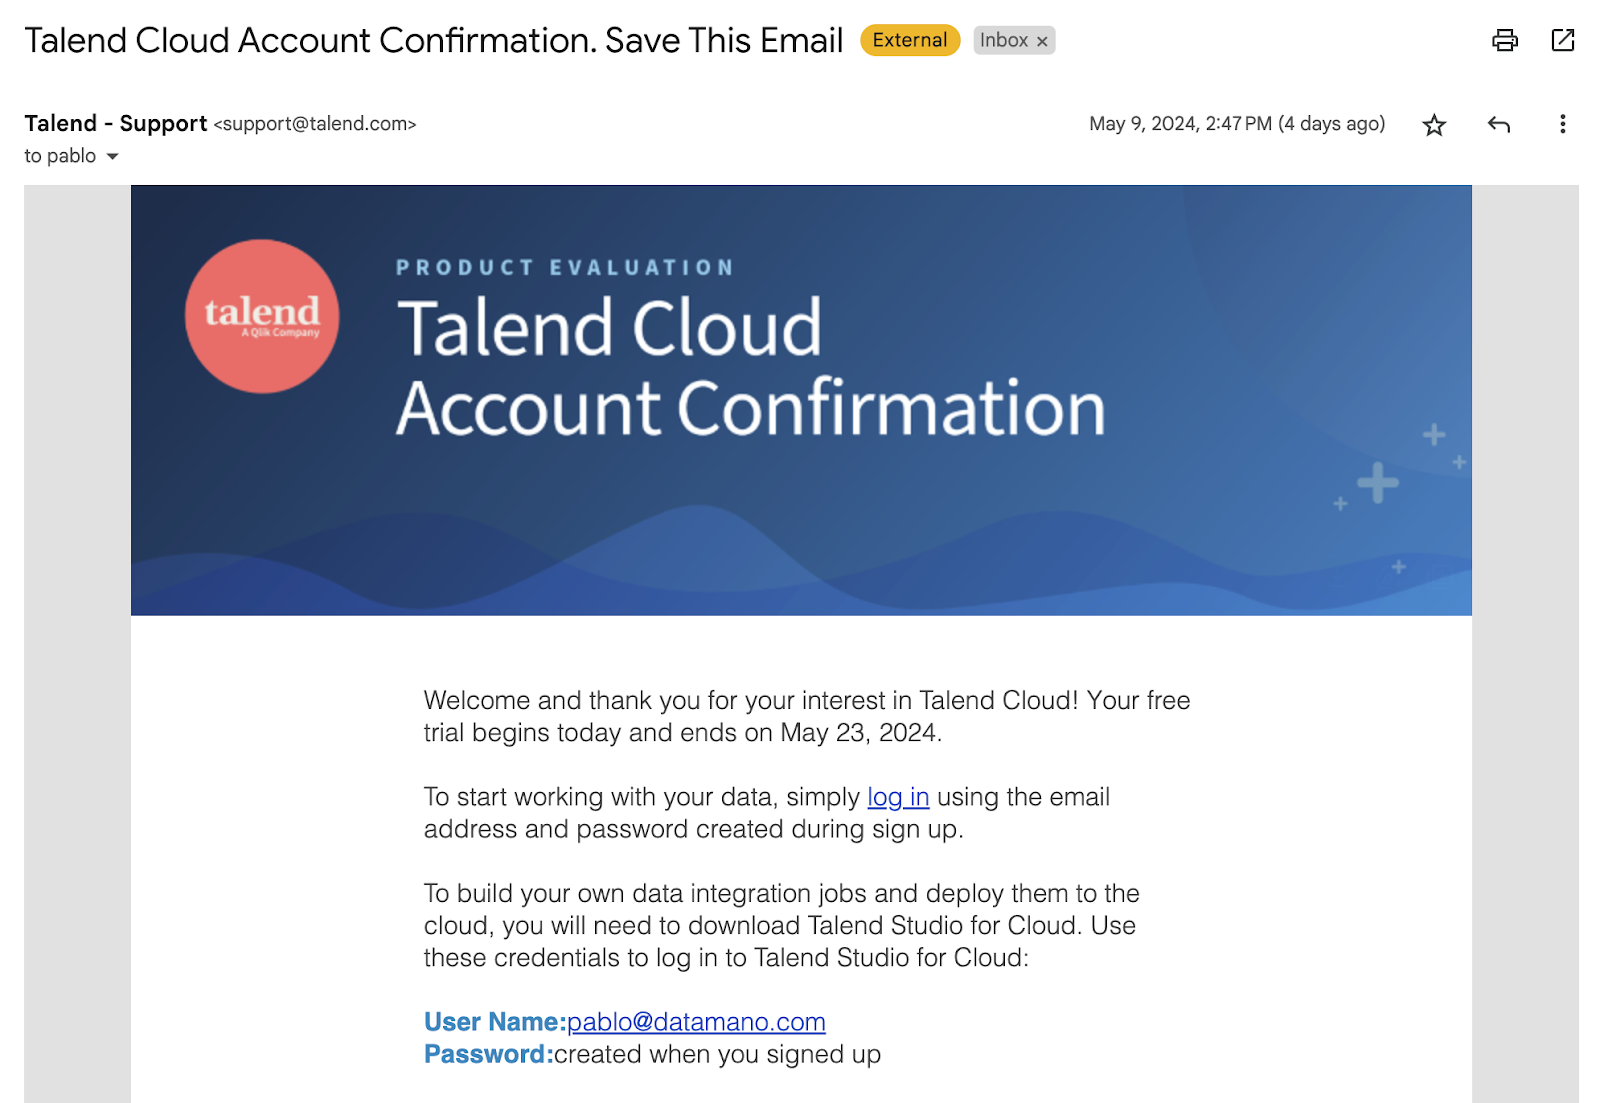 Talend Cloud Account Confirmation. Save This Email External Inbox ×
Talend - Support <support@talend.com> May 9, 2024, 2:47 PM (4 days ago)
to pablo
talend
A Qlik Company
PRODUCT EVALUATION
Talend Cloud
Account Confirmation
Welcome and thank you for your interest in Talend Cloud! Your free
trial begins today and ends on May 23, 2024.
To start working with your data, simply log in using the email
address and password created during sign up.
To build your own data integration jobs and deploy them to the
cloud, you will need to download Talend Studio for Cloud. Use
these credentials to log in to Talend Studio for Cloud:
User Name:pablo@datamano.com
Password:created when you signed up